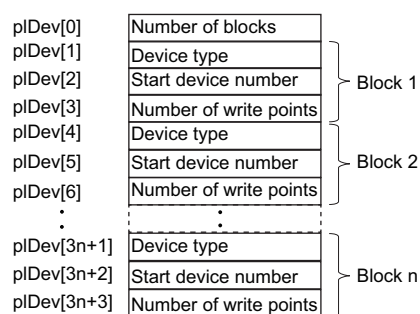 plDev[0] Number of blocks
plDev[1] Device type
plDev[2] Start device number Block 1
plDev[3] Number of write points
plDev[4] Device type
plDev[5] Start device number Block 2
plDev[6] Number of write points
plDev[3n+1] Device type
plDev[3n+2] Start device number Block n
plDev[3n+3] Number of write points